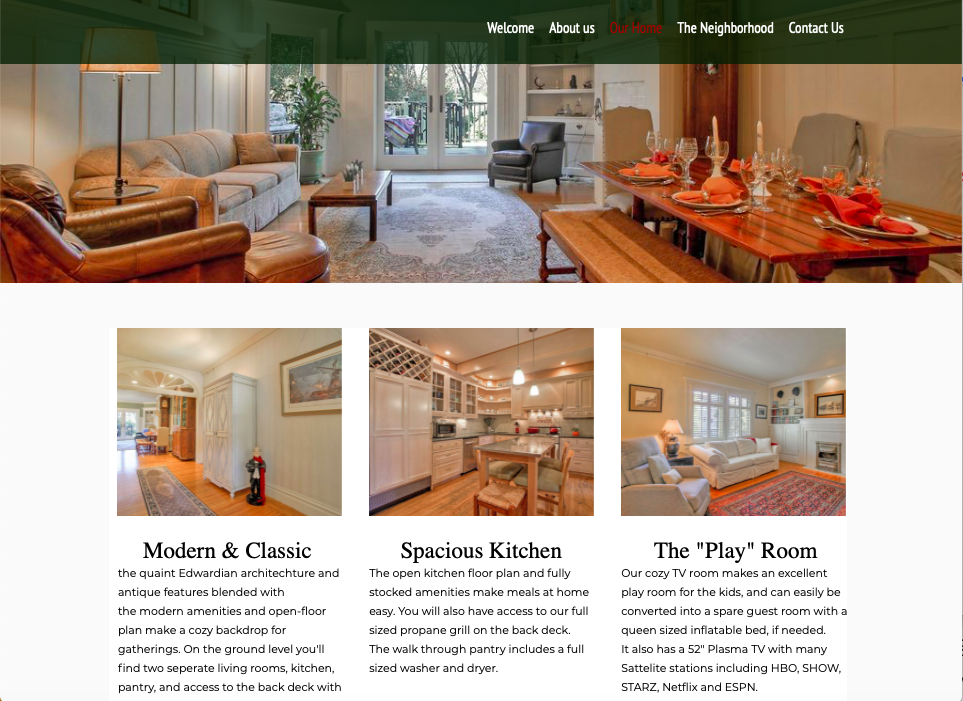 Welcome About us Our Home The Neighborhood Contact Us
Modern & Classic
the quaint Edwardian architechture and
antique features blended with
the modern amenities and open-floor
plan make a cozy backdrop for
gatherings. On the ground level you'll
find two seperate living rooms, kitchen,
pantry, and access to the back deck with
Spacious Kitchen
The open kitchen floor plan and fully
stocked amenities make meals at home
easy. You will also have access to our full
sized propane grill on the back deck.
The walk through pantry includes a full
sized washer and dryer.
The "Play" Room
Our cozy TV room makes an excellent
play room for the kids, and can easily be
converted into a spare guest room with a
queen sized inflatable bed, if needed.
It also has a 52" Plasma TV with many
Sattelite stations including HBO, SHOW,
STARZ, Netflix and ESPN.